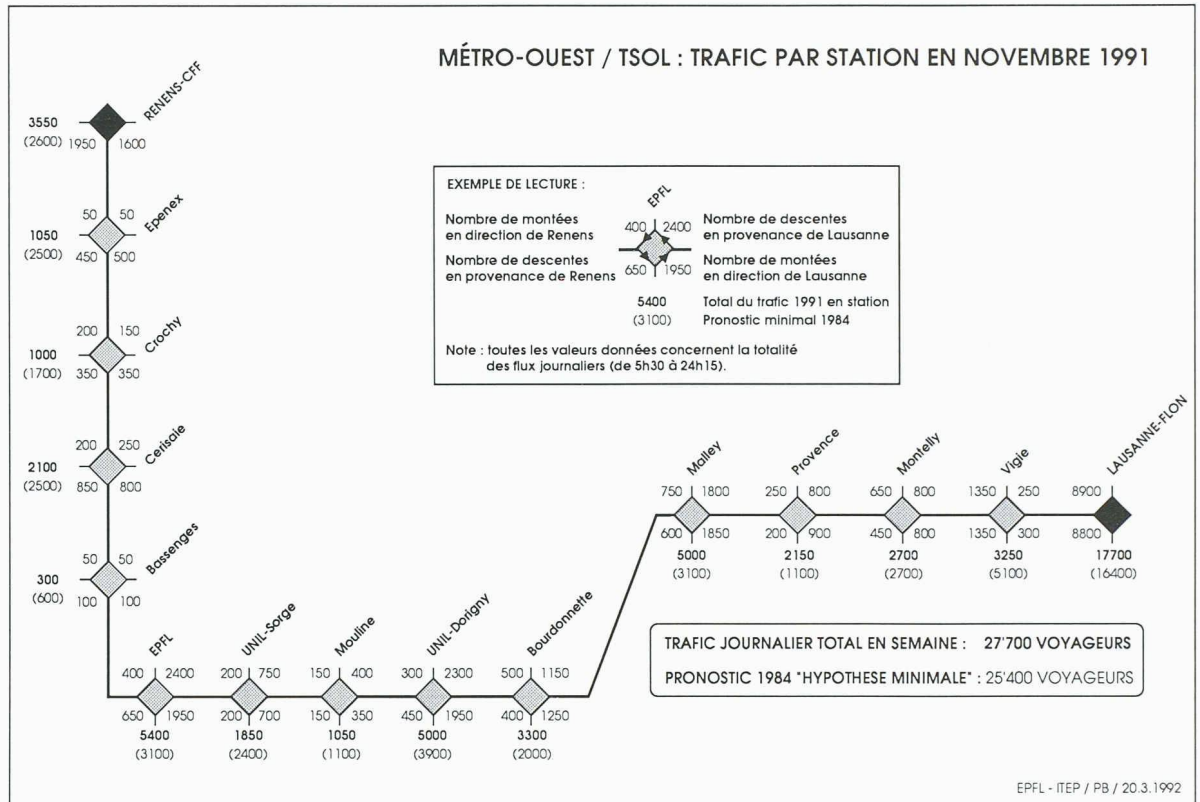 MÉTRO-OUEST / TSOL : TRAFIC PAR STATION EN NOVEMBRE 1991
RENENS-CFF
3550
(2600) 1950 1600
50 50 Epenex
1050
(2500) 450 500
200 150 Crochy
1000
(1700) 350 350
200 250 Cerisaie
2100
(2500) 850 800
50 50 Bassenges
300
(600) 100 100
EXEMPLE DE LECTURE :
EPFL
Nombre de montées
en direction de Renens
400 2400
Nombre de descentes
en provenance de Lausanne
Nombre de descentes
en provenance de Renens
650 1950
Nombre de montées
en direction de Lausanne
5400 Total du trafic 1991 en station
(3100) Pronostic minimal 1984
Note : toutes les valeurs données concernent la totalité
des flux journaliers (de 5h30 à 24h15).
EPFL
400 2400
650 1950
5400
(3100)
UNIL-Sorge
200 750
200 700
1850
(2400)
Mouline
150 400
150 350
1050
(1100)
UNIL-Dorigny
300 2300
450 1950
5000
(3900)
Bourdonnette
500 1150
400 1250
3300
(2000)
Malley
750 1800
600 1850
5000
(3100)
Provence
250 800
200 900
2150
(1100)
Montelly
650 800
450 800
2700
(2700)
Vigie
1350 250
1350 300
3250
(5100)
LAUSANNE-FLON
8900
8800
17700
(16400)
TRAFIC JOURNALIER TOTAL EN SEMAINE : 27'700 VOYAGEURS
PRONOSTIC 1984 "HYPOTHESE MINIMALE" : 25'400 VOYAGEURS
EPFL - ITEP / PB / 20.3.1992